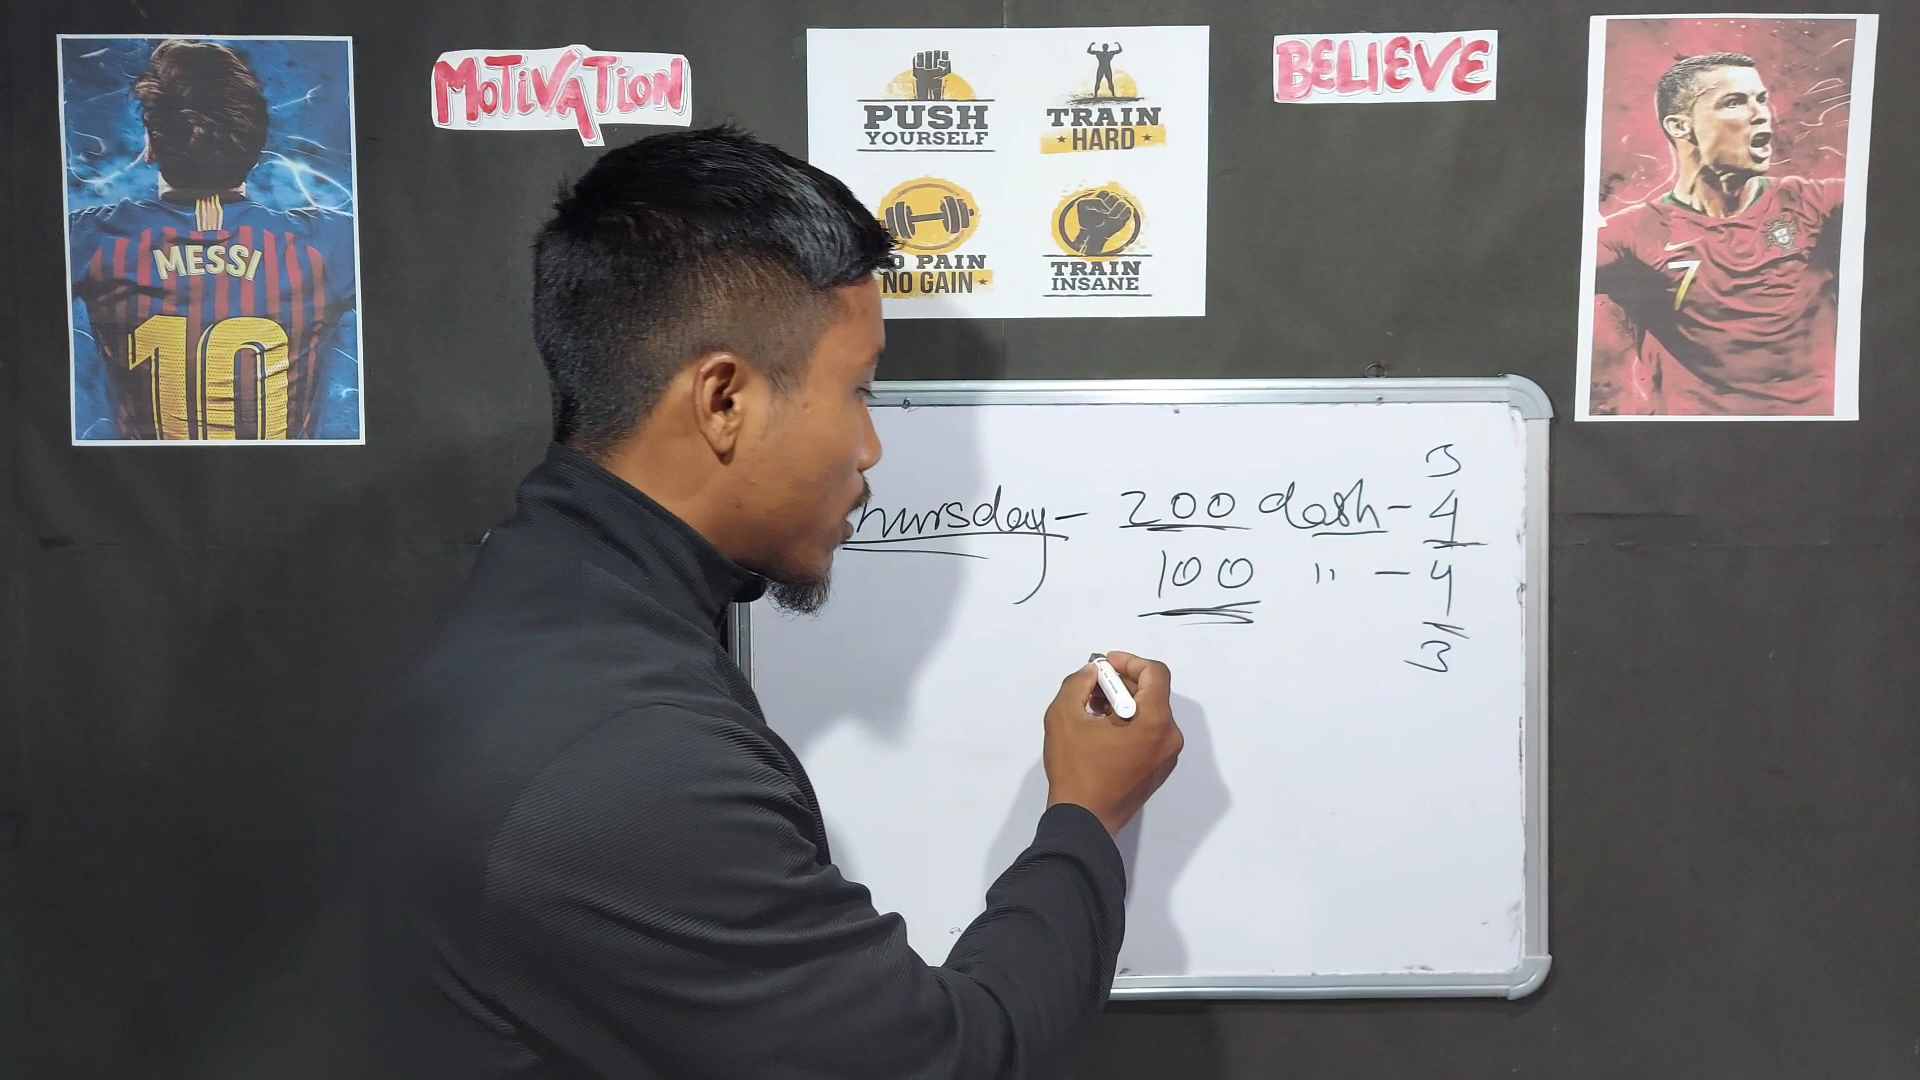 MOTIVATION
BELIEVE
MESSI
10
PUSH
YOURSELF
TRAIN
HARD
O PAIN
NO GAIN
TRAIN
INSANE
7
3
hursday - 200 dash - 4
100 " - 4
3